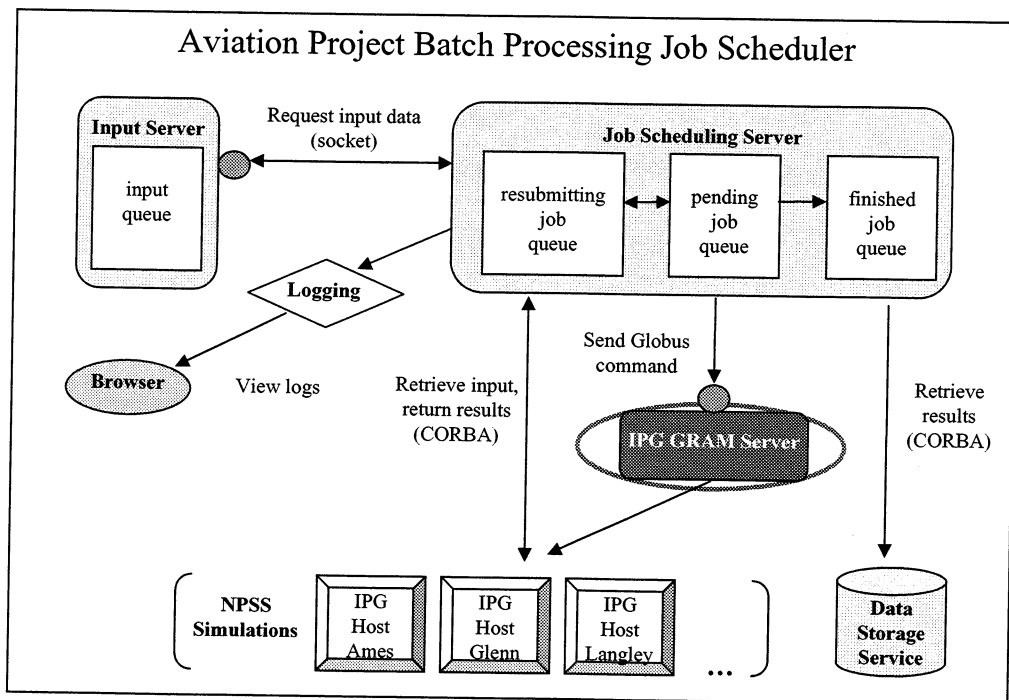 Aviation Project Batch Processing Job Scheduler
Input Server
input
queue
Request input data
(socket)
Job Scheduling Server
resubmitting
job
queue
pending
job
queue
finished
job
queue
Logging
Browser
View logs
Retrieve input,
return results
(CORBA)
Send Globus
command
IPG GRAM Server
Retrieve
results
(CORBA)
NPSS
Simulations
IPG
Host
Ames
IPG
Host
Glenn
IPG
Host
Langley
...
Data
Storage
Service